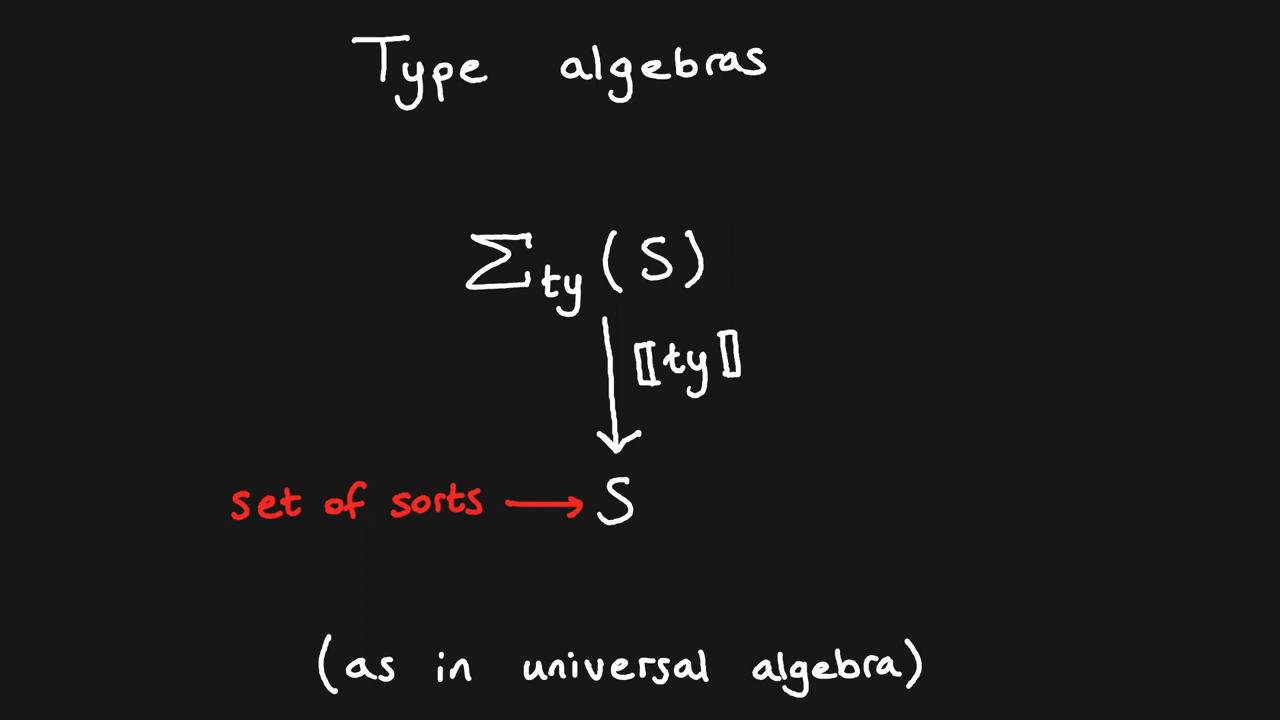 Type algebras
Σty(S)
⟦ty⟧
set of sorts → S
(as in universal algebra)